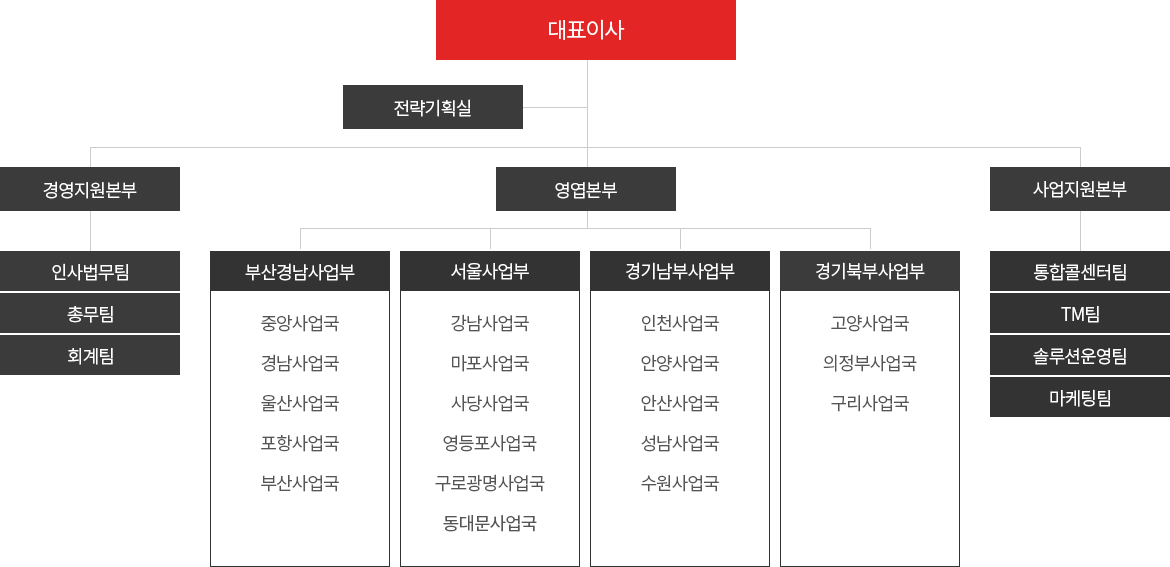 대표이사
전략기획실
경영지원본부
영엽본부
사업지원본부
인사법무팀
총무팀
회계팀
부산경남사업부
중앙사업국
경남사업국
울산사업국
포항사업국
부산사업국
서울사업부
강남사업국
마포사업국
사당사업국
영등포사업국
구로광명사업국
동대문사업국
경기남부사업부
인천사업국
안양사업국
안산사업국
성남사업국
수원사업국
경기북부사업부
고양사업국
의정부사업국
구리사업국
통합콜센터팀
TM팀
솔루션운영팀
마케팅팀